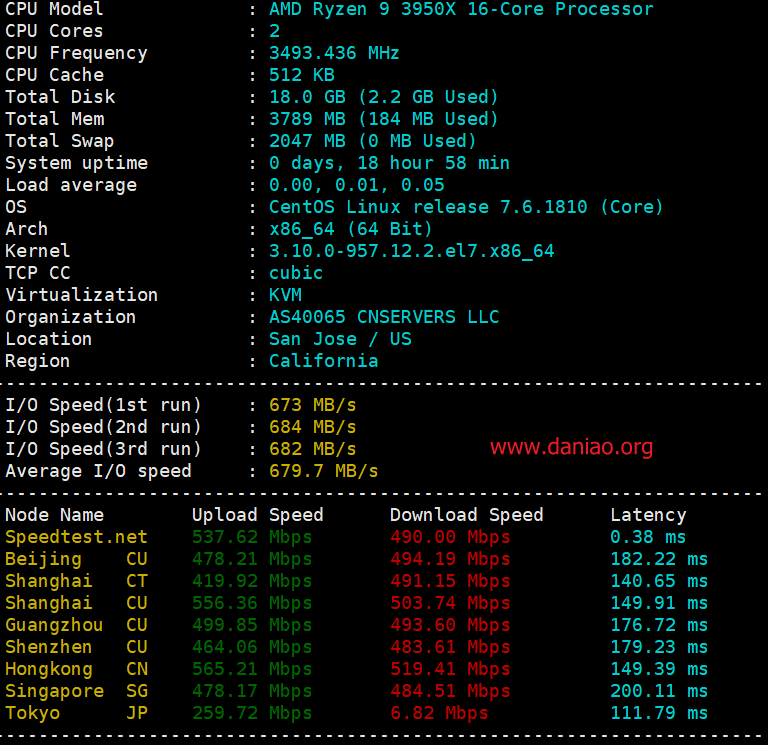 CPU Model : AMD Ryzen 9 3950X 16-Core Processor
CPU Cores : 2
CPU Frequency : 3493.436 MHz
CPU Cache : 512 KB
Total Disk : 18.0 GB (2.2 GB Used)
Total Mem : 3789 MB (184 MB Used)
Total Swap : 2047 MB (0 MB Used)
System uptime : 0 days, 18 hour 58 min
Load average : 0.00, 0.01, 0.05
OS : CentOS Linux release 7.6.1810 (Core)
Arch : x86_64 (64 Bit)
Kernel : 3.10.0-957.12.2.el7.x86_64
TCP CC : cubic
Virtualization : KVM
Organization : AS40065 CNSERVERS LLC
Location : San Jose / US
Region : California
----------------------------------------------------------------------
I/O Speed(1st run) : 673 MB/s
I/O Speed(2nd run) : 684 MB/s
I/O Speed(3rd run) : 682 MB/s
www.daniao.org
Average I/O speed : 679.7 MB/s
----------------------------------------------------------------------
Node Name Upload Speed Download Speed Latency
Speedtest.net 537.62 Mbps 490.00 Mbps 0.38 ms
Beijing CU 478.21 Mbps 494.19 Mbps 182.22 ms
Shanghai CT 419.92 Mbps 491.15 Mbps 140.65 ms
Shanghai CU 556.36 Mbps 503.74 Mbps 149.91 ms
Guangzhou CU 499.85 Mbps 493.60 Mbps 176.72 ms
Shenzhen CU 464.06 Mbps 483.61 Mbps 179.23 ms
Hongkong CN 565.21 Mbps 519.41 Mbps 149.39 ms
Singapore SG 478.17 Mbps 484.51 Mbps 200.11 ms
Tokyo JP 259.72 Mbps 6.82 Mbps 111.79 ms
----------------------------------------------------------------------